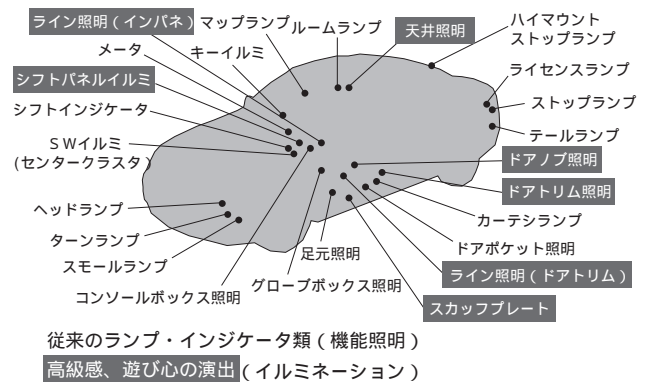 ライン照明(インパネ)
マップランプ
ルームランプ
天井照明
ハイマウント
ストップランプ
メータ
キーイルミ
ライセンスランプ
シフトパネルイルミ
ストップランプ
シフトインジケータ
テールランプ
SWイルミ
(センタークラスタ)
ドアノブ照明
ドアトリム照明
ヘッドランプ
カーテシランプ
ターンランプ
ドアポケット照明
足元照明
スモールランプ
ライン照明(ドアトリム)
グローブボックス照明
コンソールボックス照明
スカッフプレート
従来のランプ・インジケータ類(機能照明)
高級感、遊び心の演出(イルミネーション)